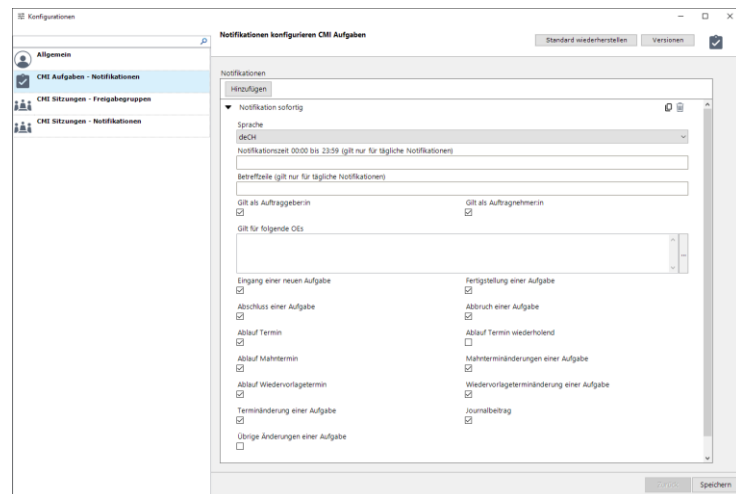 Konfigurationen
Notifikationen konfigurieren CMI Aufgaben
Standard wiederherstellen
Versionen
Allgemein
CMI Aufgaben - Notifikationen
CMI Sitzungen - Freigabegruppen
CMI Sitzungen - Notifikationen
Notifikationen
Hinzufügen
Notifikation sofortig
Sprache
deCH
Notifikationszeit 00:00 bis 23:59 (gilt nur für tägliche Notifikationen)
Betreffzeile (gilt nur für tägliche Notifikationen)
Gilt als Auftraggeber:in
Gilt als Auftragnehmer:in
Gilt für folgende OEs
Eingang einer neuen Aufgabe
Fertigstellung einer Aufgabe
Abschluss einer Aufgabe
Abbruch einer Aufgabe
Ablauf Termin
Ablauf Termin wiederholend
Ablauf Mahntermin
Mahnterminänderungen einer Aufgabe
Ablauf Wiedervorlagetermin
Wiedervorlageterminänderung einer Aufgabe
Terminänderung einer Aufgabe
Journalbeitrag
Übrige Änderungen einer Aufgabe
Speichern